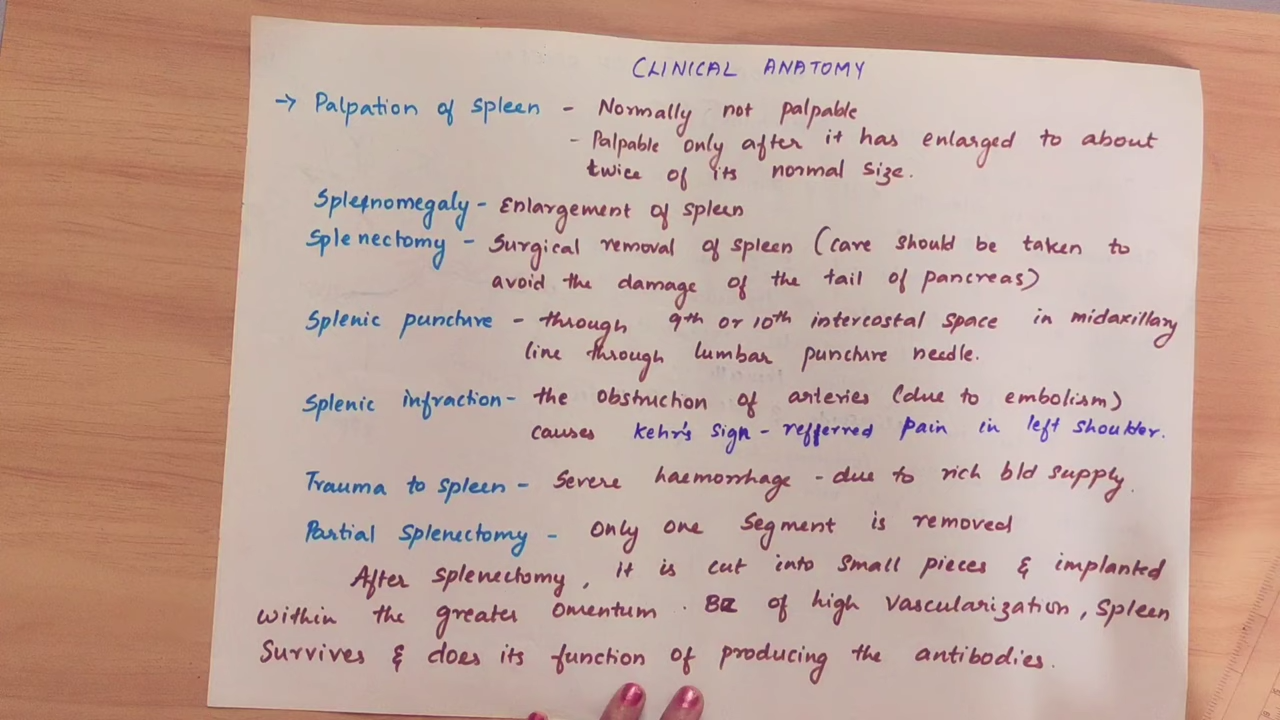 CLINICAL ANATOMY
→ Palpation of spleen - Normally not palpable
- Palpable only after it has enlarged to about
twice of its normal size.
Splenomegaly - Enlargement of spleen
Splenectomy - Surgical removal of spleen (care should be taken to
avoid the damage of the tail of pancreas)
Splenic puncture - through 9th or 10th intercostal space in midaxillary
line through lumbar puncture needle.
Splenic infraction - the obstruction of arteries (due to embolism)
causes kehr's sign - refferred pain in left shoulder.
Trauma to spleen - Severe haemorrhage - due to rich bld supply.
Partial Splenectomy - Only one segment is removed
After splenectomy, it is cut into small pieces & implanted
within the greater omentum. BZ of high vascularization, spleen
Survives & does its function of producing the antibodies.